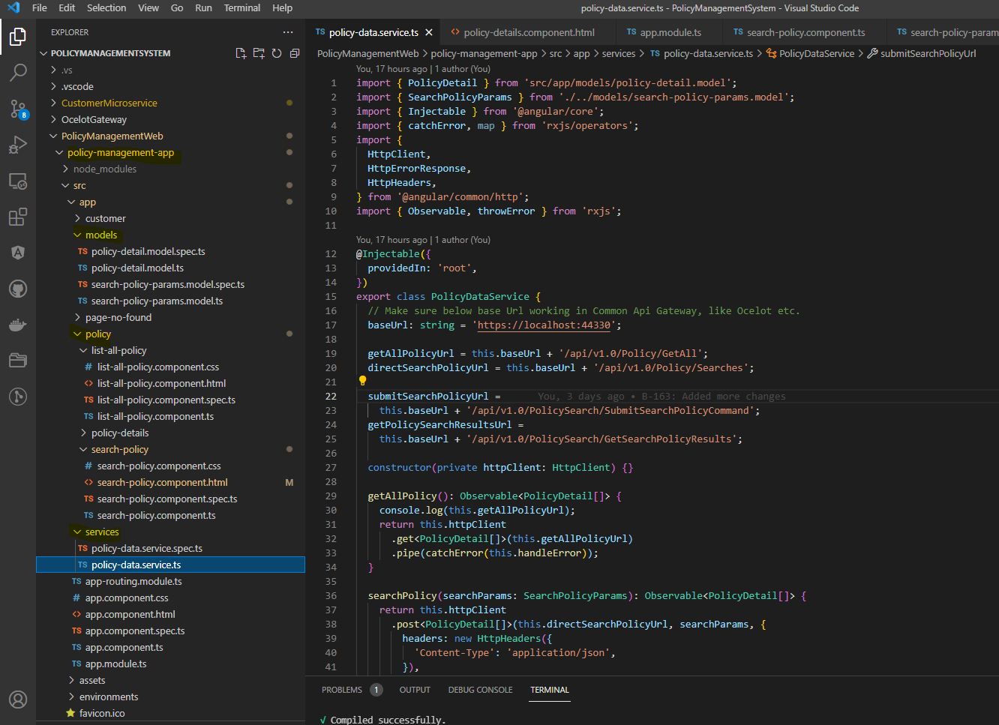 File Edit Selection View Go Run Terminal Help
policy-data.service.ts - PolicyManagementSystem - Visual Studio Code
EXPLORER
POLICYMANAGEMENTSYSTEM
.vs
.vscode
CustomerMicroservice
OcelotGateway
PolicyManagementWeb
policy-management-app
node_modules
src
app
customer
models
TS policy-detail.model.spec.ts
TS policy-detail.model.ts
TS search-policy-params.model.spec.ts
TS search-policy-params.model.ts
page-no-found
policy
list-all-policy
# list-all-policy.component.css
<> list-all-policy.component.html
TS list-all-policy.component.spec.ts
TS list-all-policy.component.ts
policy-details
search-policy
# search-policy.component.css
<> search-policy.component.html M
TS search-policy.component.spec.ts
TS search-policy.component.ts
services
TS policy-data.service.spec.ts
TS policy-data.service.ts
TS app-routing.module.ts
# app.component.css
<> app.component.html
TS app.component.spec.ts
TS app.component.ts
TS app.module.ts
assets
environments
favicon.ico
8
TS policy-data.service.ts
<> policy-details.component.html
TS app.module.ts
TS search-policy.component.ts
TS search-policy-param
PolicyManagementWeb > policy-management-app > src > app > services > TS policy-data.service.ts > PolicyDataService > submitSearchPolicyUrl
You, 17 hours ago | 1 author (You)
1 import { PolicyDetail } from 'src/app/models/policy-detail.model';
2 import { SearchPolicyParams } from './../models/search-policy-params.model';
3 import { Injectable } from '@angular/core';
4 import { catchError, map } from 'rxjs/operators';
5 import {
6 HttpClient,
7 HttpErrorResponse,
8 HttpHeaders,
9 } from '@angular/common/http';
10 import { Observable, throwError } from 'rxjs';
11
You, 17 hours ago | 1 author (You)
12 @Injectable({
13 providedIn: 'root',
14 })
15 export class PolicyDataService {
16 // Make sure below base Url working in Common Api Gateway, like Ocelot etc.
17 baseUrl: string = 'https://localhost:44330';
18
19 getAllPolicyUrl = this.baseUrl + '/api/v1.0/Policy/GetAll';
20 directSearchPolicyUrl = this.baseUrl + '/api/v1.0/Policy/Searches';
21
22 submitSearchPolicyUrl = You, 3 days ago • B-163: Added more changes
23 this.baseUrl + '/api/v1.0/PolicySearch/SubmitSearchPolicyCommand';
24 getPolicySearchResultsUrl =
25 this.baseUrl + '/api/v1.0/PolicySearch/GetSearchPolicyResults';
26
27 constructor(private httpClient: HttpClient) {}
28
29 getAllPolicy(): Observable<PolicyDetail[]> {
30 console.log(this.getAllPolicyUrl);
31 return this.httpClient
32 .get<PolicyDetail[]>(this.getAllPolicyUrl)
33 .pipe(catchError(this.handleError));
34 }
35
36 searchPolicy(searchParams: SearchPolicyParams): Observable<PolicyDetail[]> {
37 return this.httpClient
38 .post<PolicyDetail[]>(this.directSearchPolicyUrl, searchParams, {
39 headers: new HttpHeaders({
40 'Content-Type': 'application/json',
41 }),
PROBLEMS 1 OUTPUT DEBUG CONSOLE TERMINAL
√ Compiled successfully.